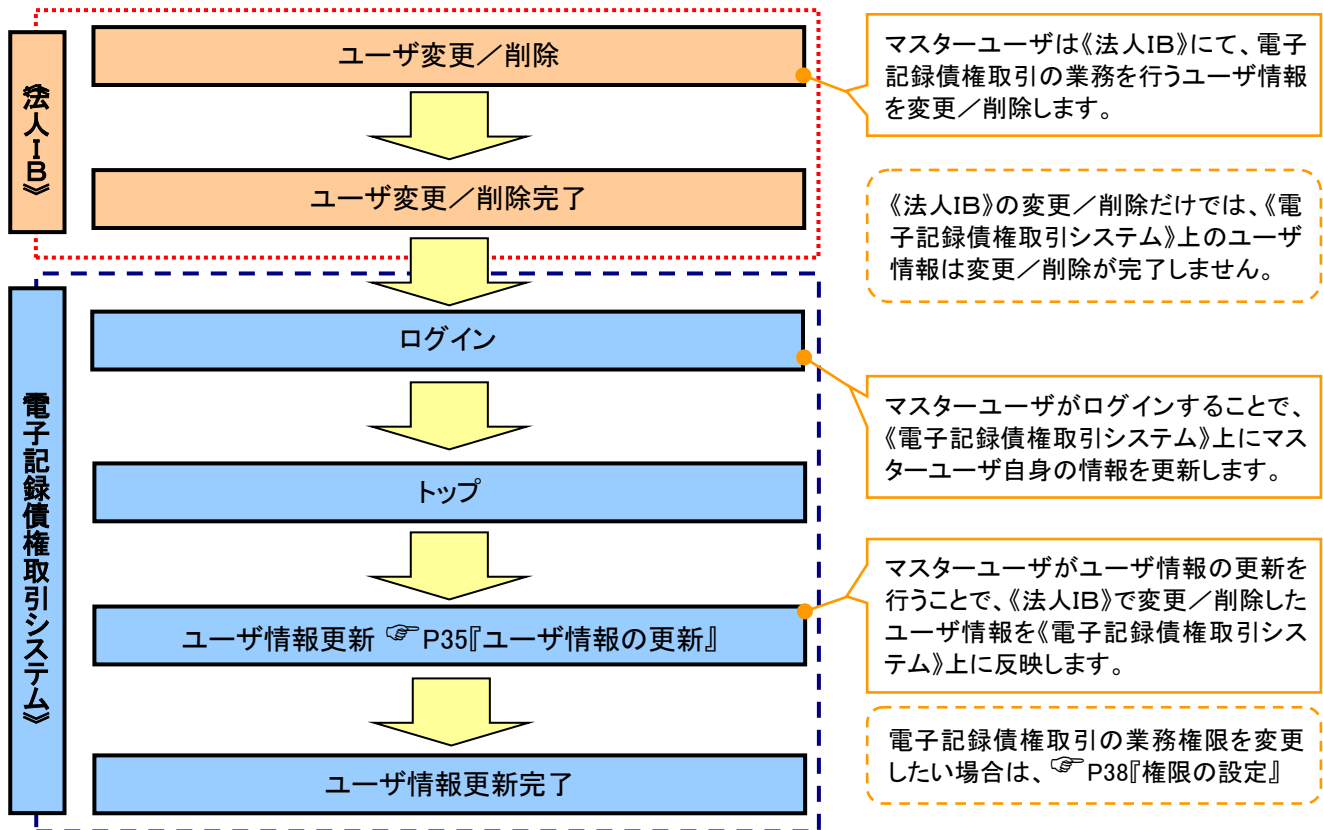 《法人IB》
ユーザ変更／削除
マスターユーザは《法人IB》にて、電子
記録債権取引の業務を行うユーザ情報
を変更／削除します。
ユーザ変更／削除完了
《法人IB》の変更／削除だけでは、《電
子記録債権取引システム》上のユーザ
情報は変更／削除が完了しません。
電子記録債権取引システム》
ログイン
マスターユーザがログインすることで、
《電子記録債権取引システム》上にマス
ターユーザ自身の情報を更新します。
トップ
ユーザ情報更新 ☞P35『ユーザ情報の更新』
マスターユーザがユーザ情報の更新を
行うことで、《法人IB》で変更／削除した
ユーザ情報を《電子記録債権取引シス
テム》上に反映します。
ユーザ情報更新完了
電子記録債権取引の業務権限を変更
したい場合は、☞P38『権限の設定』